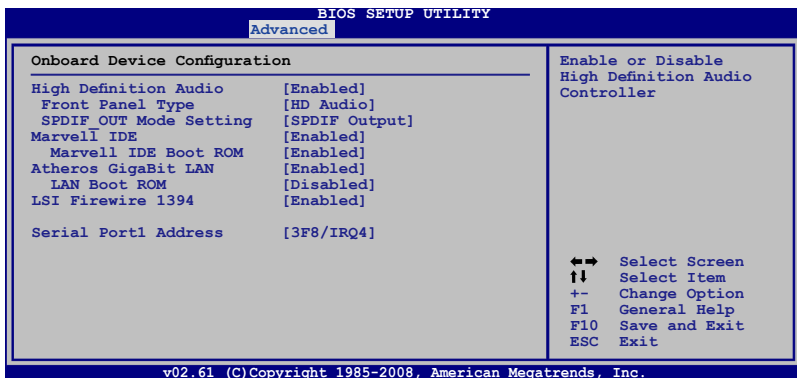 BIOS SETUP UTILITY
Advanced
Onboard Device Configuration
High Definition Audio [Enabled]
Front Panel Type [HD Audio]
SPDIF_OUT Mode Setting [SPDIF Output]
Marvell IDE [Enabled]
Marvell IDE Boot ROM [Enabled]
Atheros GigaBit LAN [Enabled]
LAN Boot ROM [Disabled]
LSI Firewire 1394 [Enabled]
Serial Port1 Address [3F8/IRQ4]
Enable or Disable
High Definition Audio
Controller
←→ Select Screen
↑↓ Select Item
+- Change Option
F1 General Help
F10 Save and Exit
ESC Exit
v02.61 (C)Copyright 1985-2008, American Megatrends, Inc.